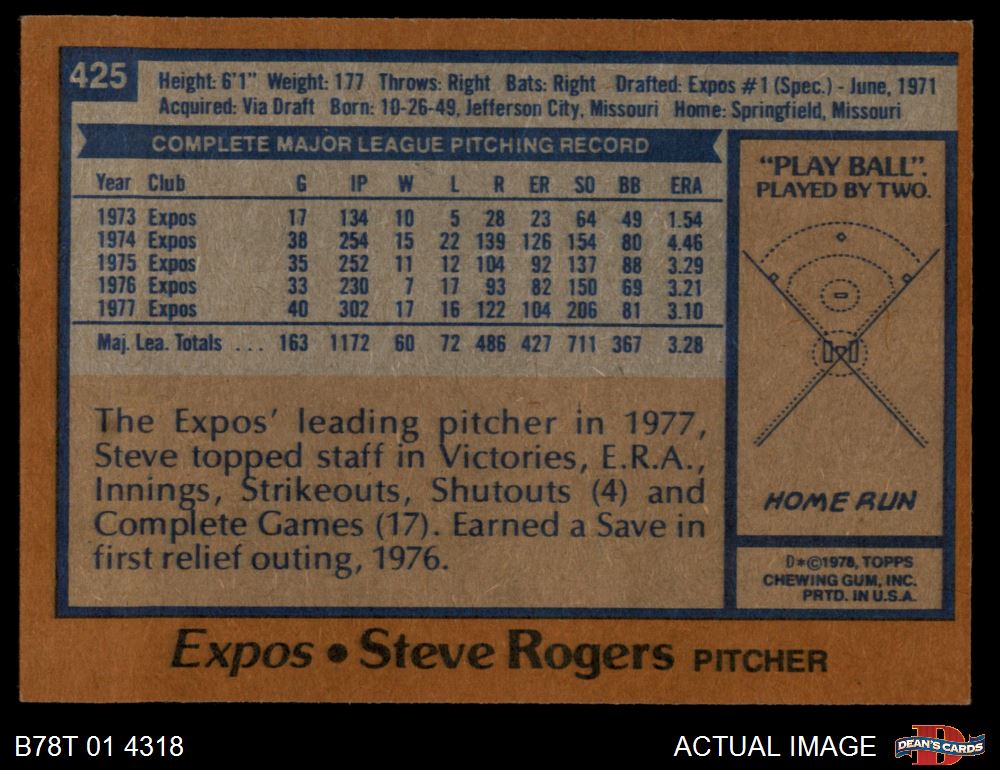 425
Height: 6'1" Weight: 177 Throws: Right Bats: Right Drafted: Expos #1 (Spec.) - June, 1971
Acquired: Via Draft Born: 10-26-49, Jefferson City, Missouri Home: Springfield, Missouri
COMPLETE MAJOR LEAGUE PITCHING RECORD
Year Club G IP W L R ER SO BB ERA
1973 Expos 17 134 10 5 28 23 64 49 1.54
1974 Expos 38 254 15 22 139 126 154 80 4.46
1975 Expos 35 252 11 12 104 92 137 88 3.29
1976 Expos 33 230 7 17 93 82 150 69 3.21
1977 Expos 40 302 17 16 122 104 206 81 3.10
Maj. Lea. Totals ... 163 1172 60 72 486 427 711 367 3.28
The Expos' leading pitcher in 1977,
Steve topped staff in Victories, E.R.A.,
Innings, Strikeouts, Shutouts (4) and
Complete Games (17). Earned a Save in
first relief outing, 1976.
"PLAY BALL".
PLAYED BY TWO.
HOME RUN
D*©1978, TOPPS
CHEWING GUM, INC.
PRTD. IN U.S.A.
Expos • Steve Rogers PITCHER
B78T 01 4318
ACTUAL IMAGE
D
DEAN'S CARDS